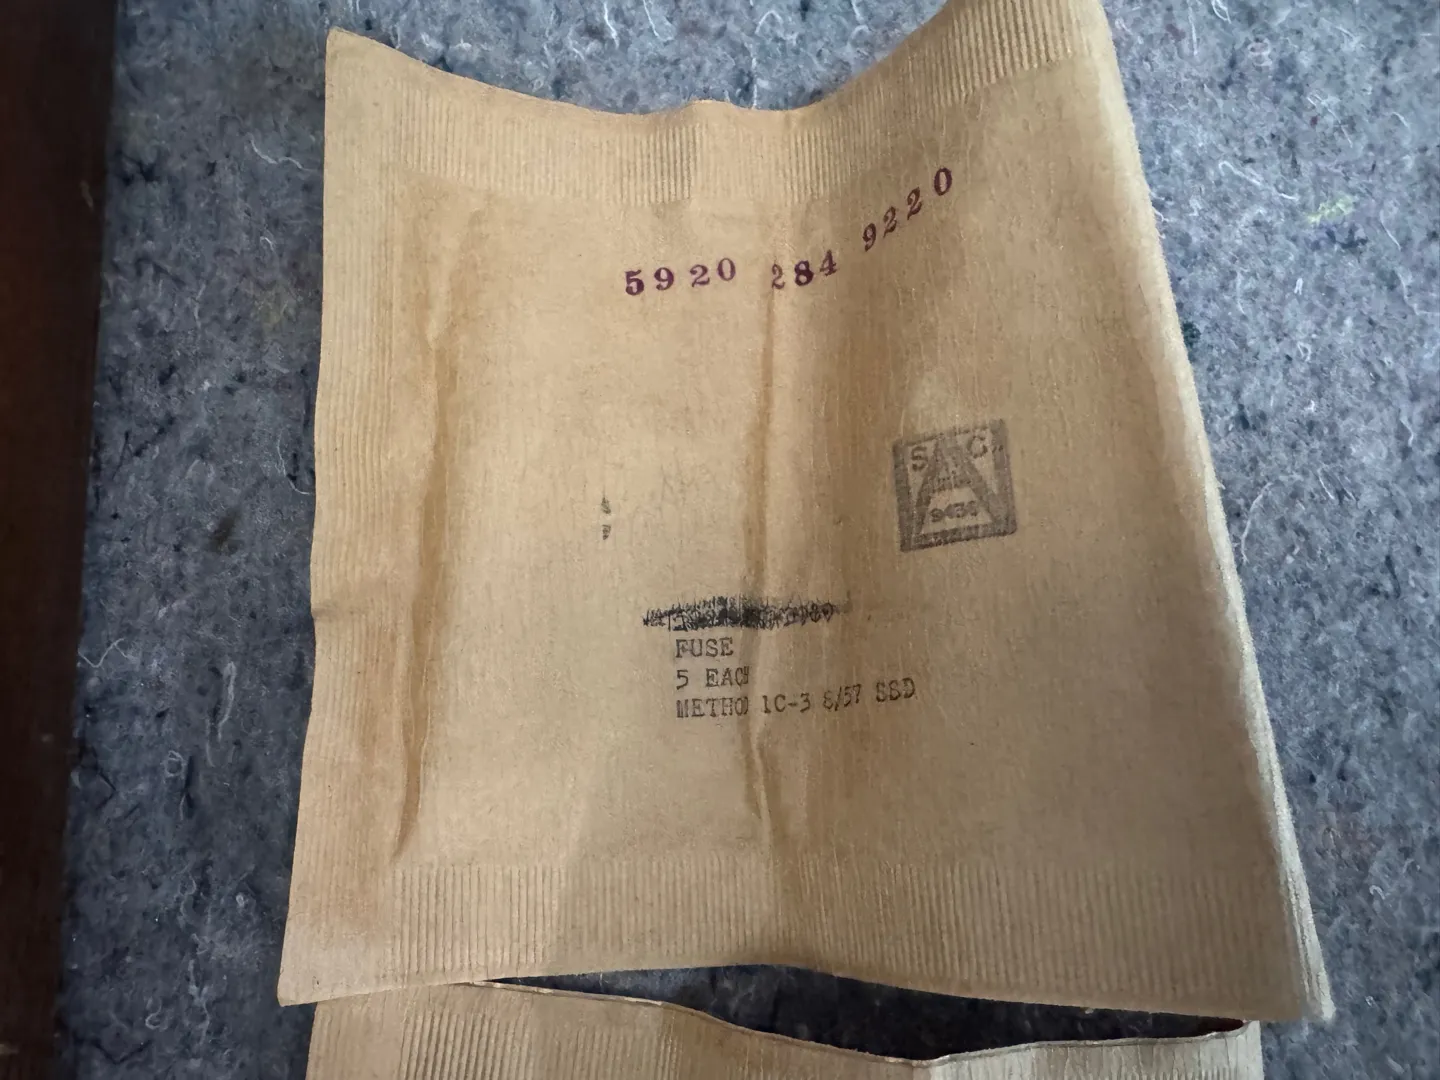 5920 284 9220
S C
A
FUSE
5 EACH
METHOD 1C-3 8/57 SSD